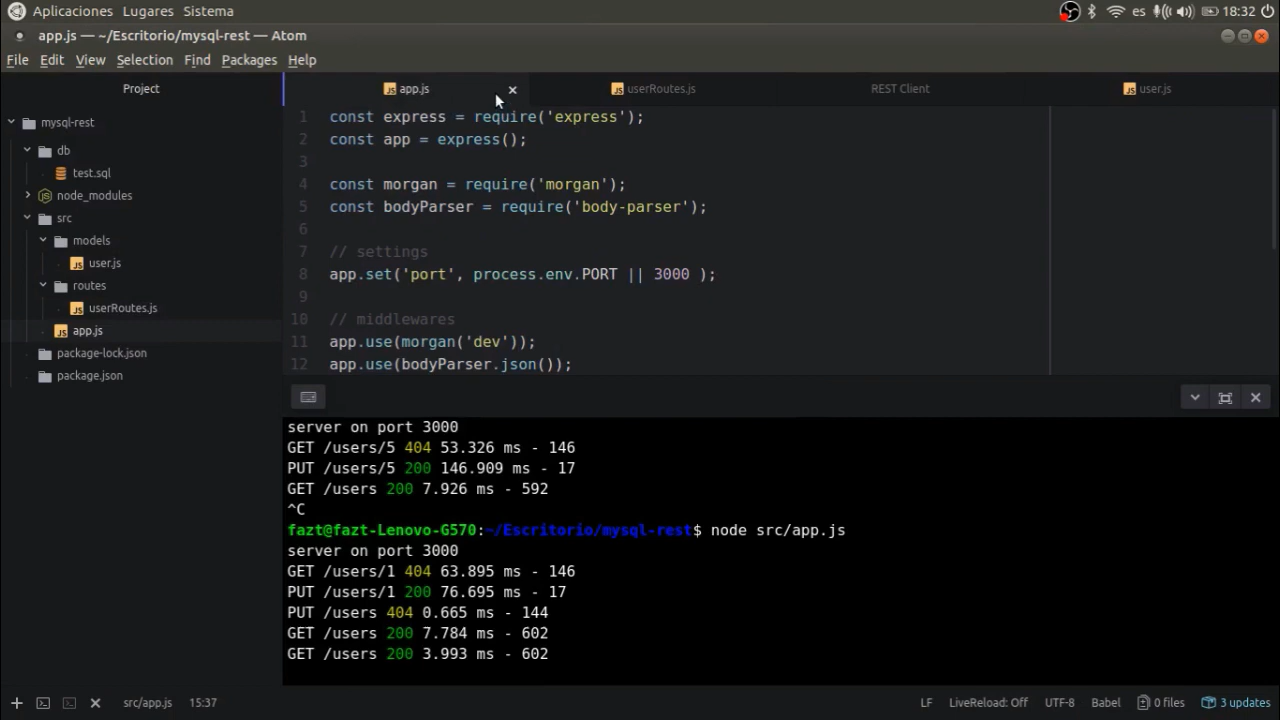 Aplicaciones Lugares Sistema es 18:32
app.js — ~/Escritorio/mysql-rest — Atom
File Edit View Selection Find Packages Help
Project
app.js userRoutes.js REST Client user.js
mysql-rest
db
test.sql
node_modules
src
models
user.js
routes
userRoutes.js
app.js
package-lock.json
package.json
1 const express = require('express');
2 const app = express();
3
4 const morgan = require('morgan');
5 const bodyParser = require('body-parser');
6
7 // settings
8 app.set('port', process.env.PORT || 3000 );
9
10 // middlewares
11 app.use(morgan('dev'));
12 app.use(bodyParser.json());
server on port 3000
GET /users/5 404 53.326 ms - 146
PUT /users/5 200 146.909 ms - 17
GET /users 200 7.926 ms - 592
^C
fazt@fazt-Lenovo-G570:~/Escritorio/mysql-rest$ node src/app.js
server on port 3000
GET /users/1 404 63.895 ms - 146
PUT /users/1 200 76.695 ms - 17
PUT /users 404 0.665 ms - 144
GET /users 200 7.784 ms - 602
GET /users 200 3.993 ms - 602
src/app.js 15:37 LF LiveReload: Off UTF-8 Babel 0 files 3 updates